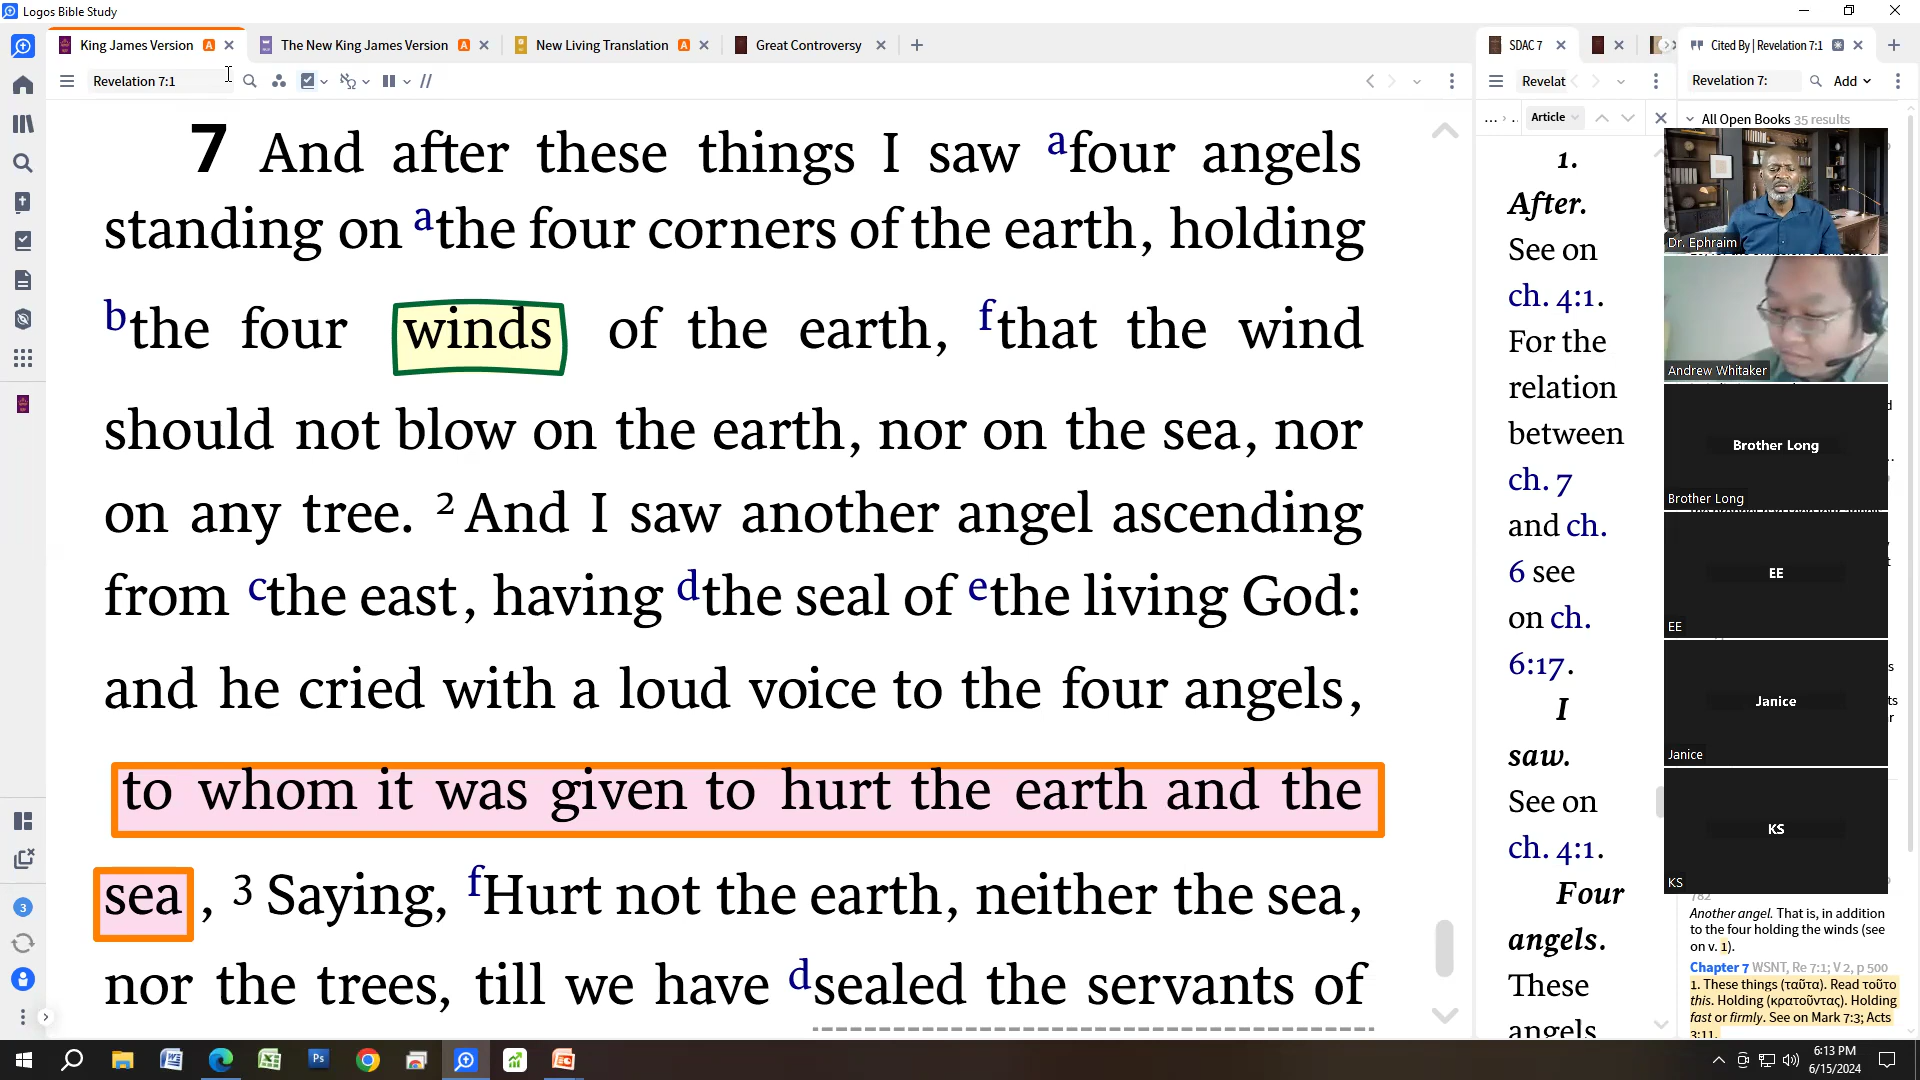 Logos Bible Study
King James Version A
The New King James Version A
New Living Translation A
Great Controversy
SDAC 7
Cited By | Revelation 7:1
Revelation 7:1
Revelat
Revelation 7:
Add
... › .
Article
All Open Books 35 results
7 And after these things I saw a four angels
standing on a the four corners of the earth, holding
b the four winds of the earth, f that the wind
should not blow on the earth, nor on the sea, nor
on any tree. 2 And I saw another angel ascending
from c the east, having d the seal of e the living God:
and he cried with a loud voice to the four angels,
to whom it was given to hurt the earth and the
sea, 3 Saying, f Hurt not the earth, neither the sea,
nor the trees, till we have d sealed the servants of
1.
After.
See on
ch. 4:1.
For the
relation
between
ch. 7
and ch.
6 see
on ch.
6:17.
I
saw.
See on
ch. 4:1.
Four
angels.
These
angels
Dr. Ephraim
Andrew Whitaker
Brother Long
Brother Long
EE
EE
Janice
Janice
KS
KS
782
Another angel. That is, in addition
to the four holding the winds (see
on v. 1).
Chapter 7 WSNT, Re 7:1; V 2, p 500
1. These things (ταῦτα). Read τοῦτο
this. Holding (κρατοῦντας). Holding
fast or firmly. See on Mark 7:3; Acts
3:11.
3
6:13 PM
6/15/2024